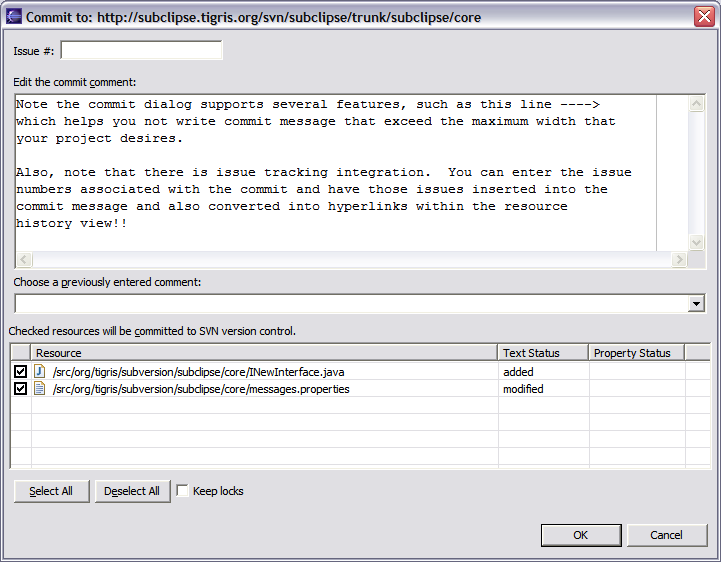 Commit to: http://subclipse.tigris.org/svn/subclipse/trunk/subclipse/core
Issue #:
Edit the commit comment:
Note the commit dialog supports several features, such as this line ---->
which helps you not write commit message that exceed the maximum width that
your project desires.
Also, note that there is issue tracking integration.  You can enter the issue
numbers associated with the commit and have those issues inserted into the
commit message and also converted into hyperlinks within the resource
history view!!
Choose a previously entered comment:
Checked resources will be committed to SVN version control.
Resource Text Status Property Status
/src/org/tigris/subversion/subclipse/core/INewInterface.java added
/src/org/tigris/subversion/subclipse/core/messages.properties modified
Select All Deselect All Keep locks
OK Cancel